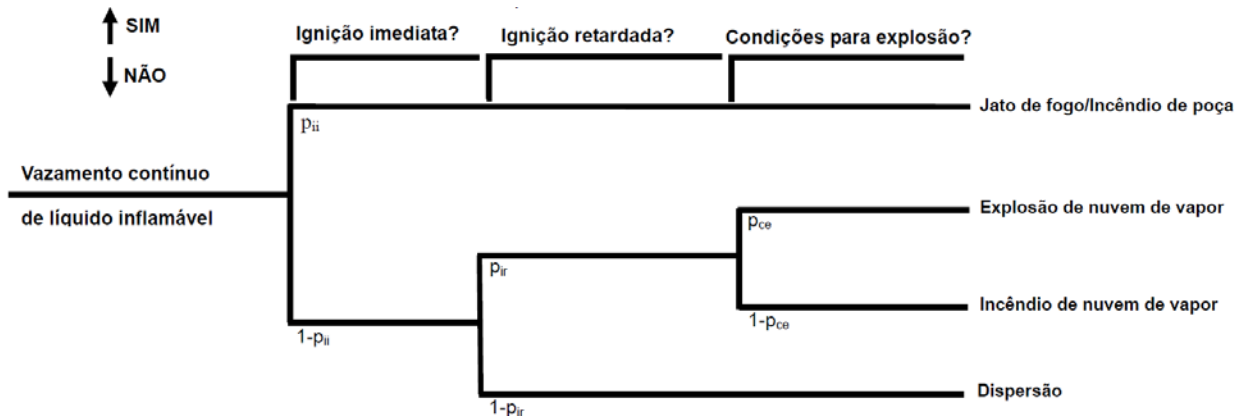 SIM
NÃO
Ignição imediata?
Ignição retardada?
Condições para explosão?
Jato de fogo/Incêndio de poça
pii
Vazamento contínuo
de líquido inflamável
Explosão de nuvem de vapor
pce
pir
Incêndio de nuvem de vapor
1-pii
1-pce
Dispersão
1-pir